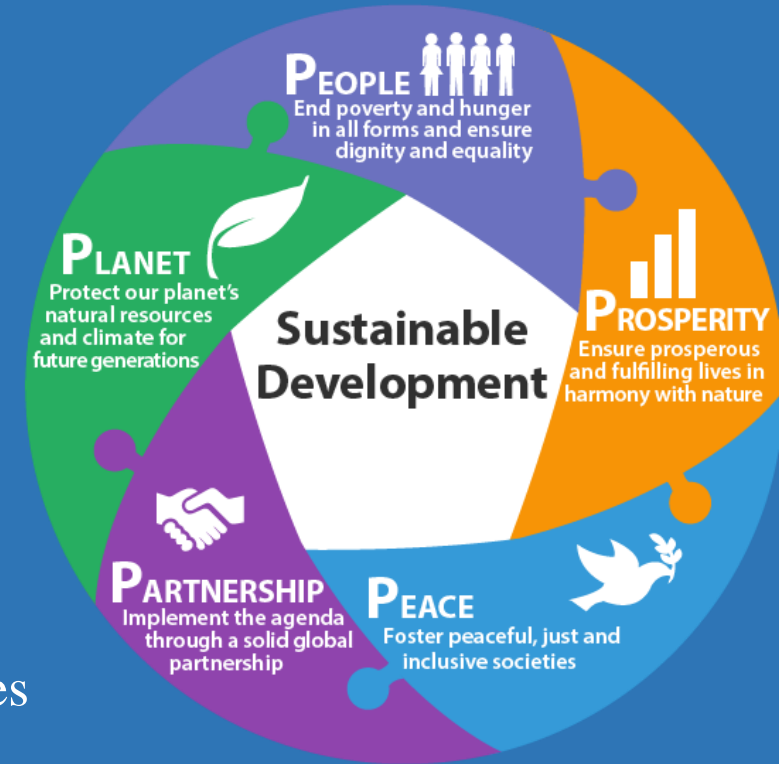 PEOPLE
End poverty and hunger
in all forms and ensure
dignity and equality
PLANET
Protect our planet's
natural resources
and climate for
future generations
Sustainable
Development
PROSPERITY
Ensure prosperous
and fulfilling lives in
harmony with nature
PARTNERSHIP
Implement the agenda
through a solid global
partnership
PEACE
Foster peaceful, just and
inclusive societies
es